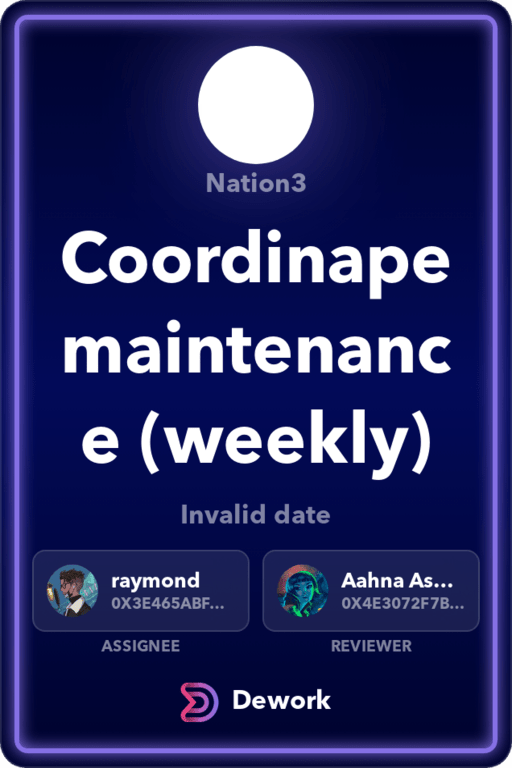 Nation3
Coordinape
maintenanc
e (weekly)
Invalid date
raymond
0X3E465ABF...
Aahna As...
0X4E3072F7B...
ASSIGNEE
REVIEWER
Dework